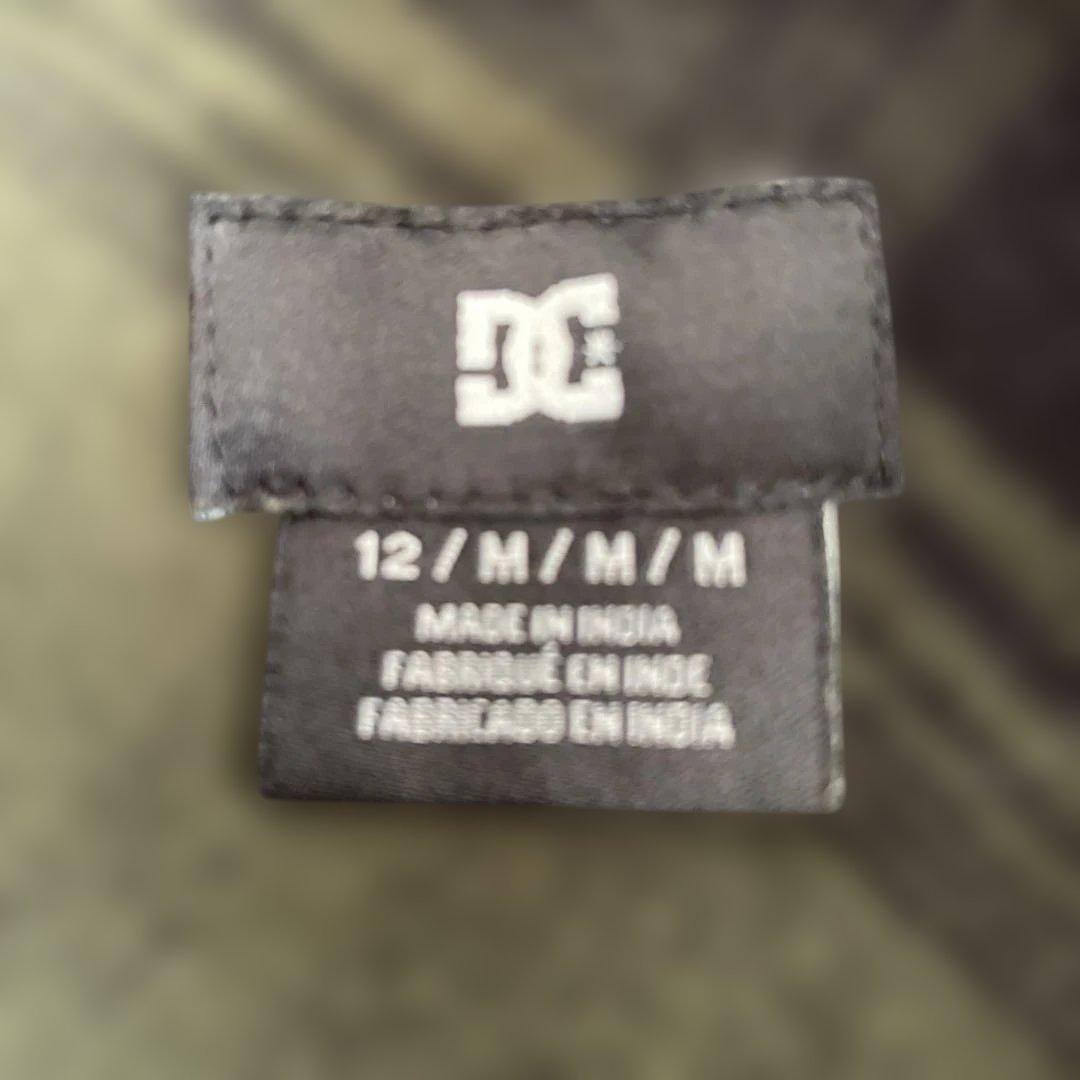 DC
12 / M / M / M
MADE IN INDIA
FABRIQUÉ EN INDE
FABRICADO EN INDIA